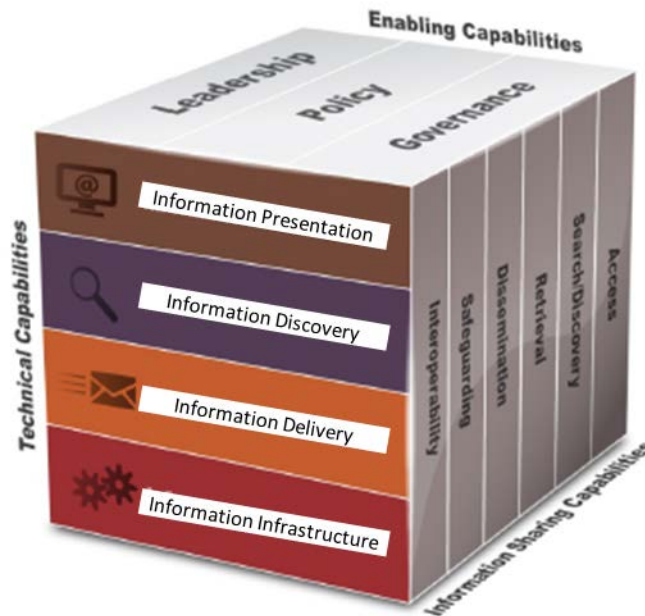 Enabling Capabilities
Leadership
Policy
Governance
Technical Capabilities
@
Information Presentation
Information Discovery
Information Delivery
Information Infrastructure
Interoperability
Safeguarding
Dissemination
Retrieval
Search/Discovery
Access
Information Sharing Capabilities